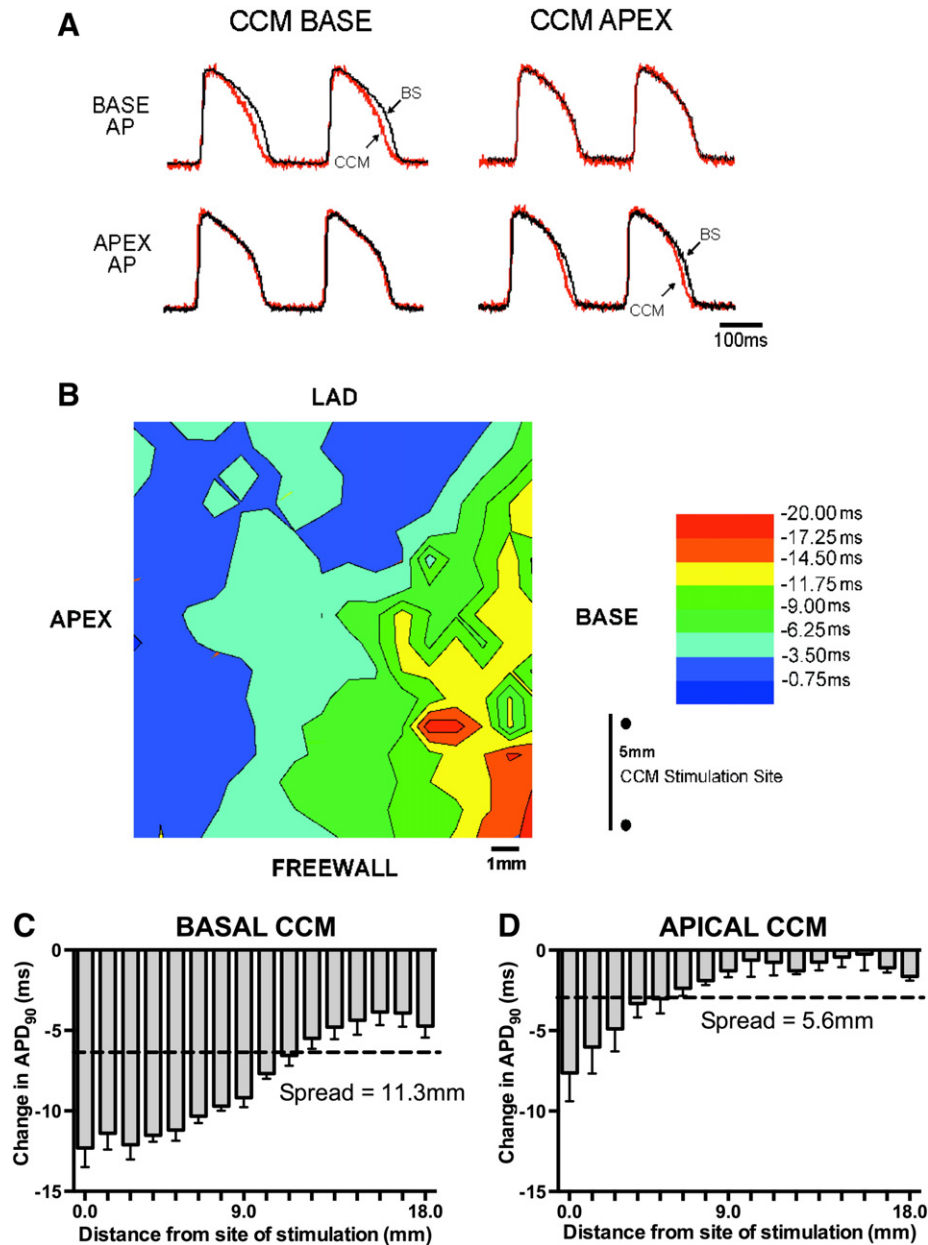 A
CCM BASE
CCM APEX
BASE
AP
BS
CCM
APEX
AP
BS
CCM
100ms
B
LAD
APEX
BASE
FREEWALL
1mm
-20.00 ms
-17.25 ms
-14.50 ms
-11.75 ms
-9.00 ms
-6.25 ms
-3.50 ms
-0.75 ms
5mm
CCM Stimulation Site
C
BASAL CCM
Change in APD90 (ms)
0
-5
-10
-15
Spread = 11.3mm
0.0
9.0
18.0
Distance from site of stimulation (mm)
D
APICAL CCM
Change in APD90 (ms)
0
-5
-10
-15
Spread = 5.6mm
0.0
9.0
18.0
Distance from site of stimulation (mm)